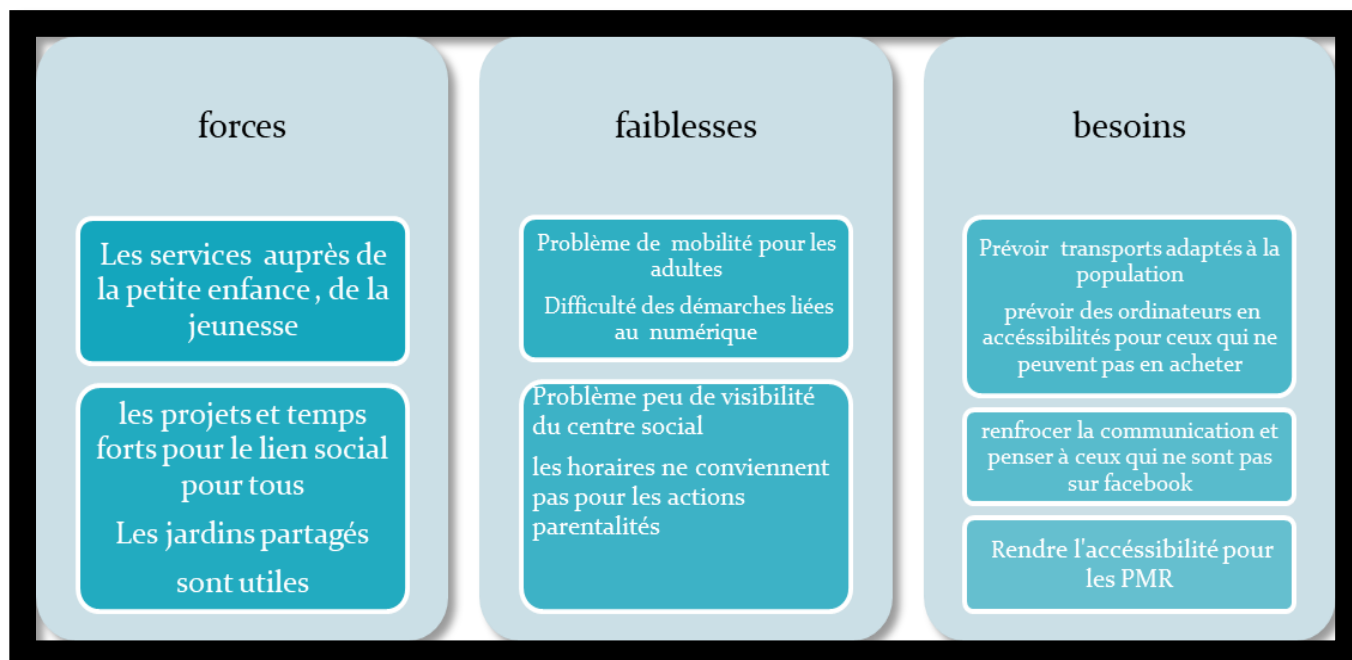 forces
Les services auprès de
la petite enfance , de la
jeunesse
les projets et temps
forts pour le lien social
pour tous
Les jardins partagés
sont utiles
faiblesses
Problème de mobilité pour les
adultes
Difficulté des démarches liées
au numérique
Problème peu de visibilité
du centre social
les horaires ne conviennent
pas pour les actions
parentalités
besoins
Prévoir transports adaptés à la
population
prévoir des ordinateurs en
accéssibilités pour ceux qui ne
peuvent pas en acheter
renfrocer la communication et
penser à ceux qui ne sont pas
sur facebook
Rendre l'accéssibilité pour
les PMR